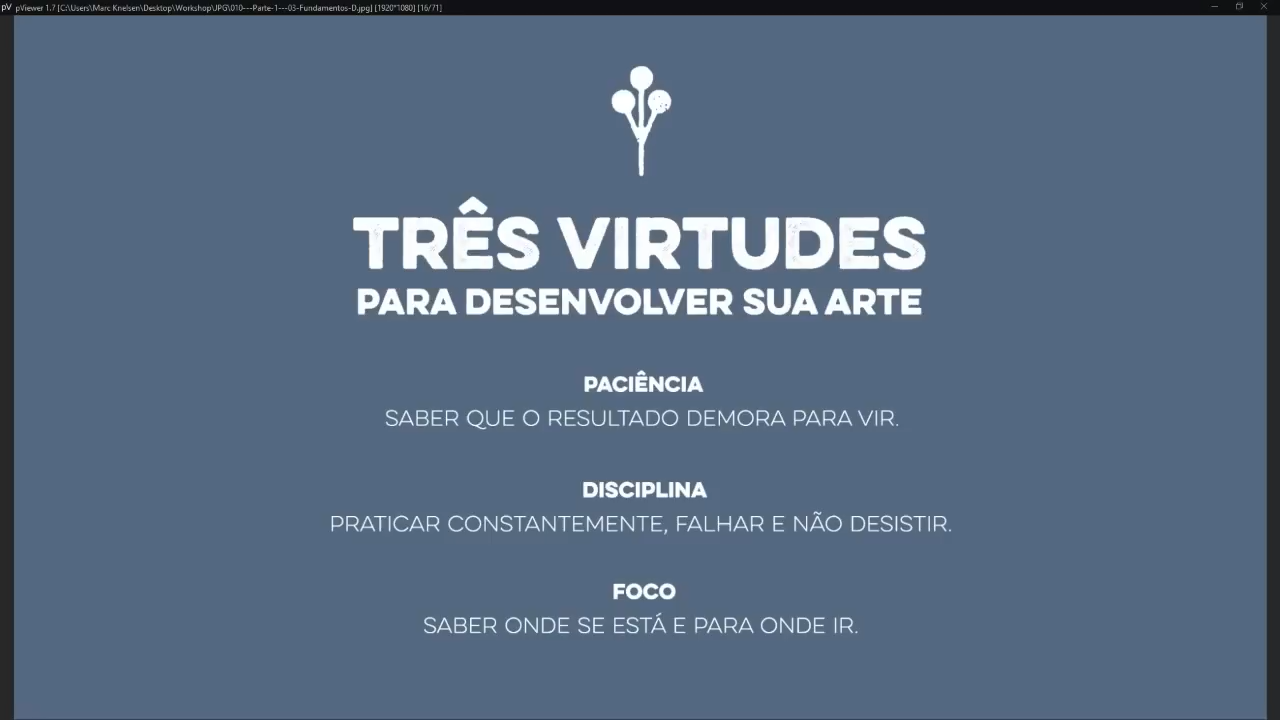 pV pViewer 1.7 [C:\Users\Marc Knelsen\Desktop\Workshop\JPG\010---Parte-1---03-Fundamentos-D.jpg] [1920*1080] [16/71]
TRÊS VIRTUDES
PARA DESENVOLVER SUA ARTE
PACIÊNCIA
SABER QUE O RESULTADO DEMORA PARA VIR.
DISCIPLINA
PRATICAR CONSTANTEMENTE, FALHAR E NÃO DESISTIR.
FOCO
SABER ONDE SE ESTÁ E PARA ONDE IR.